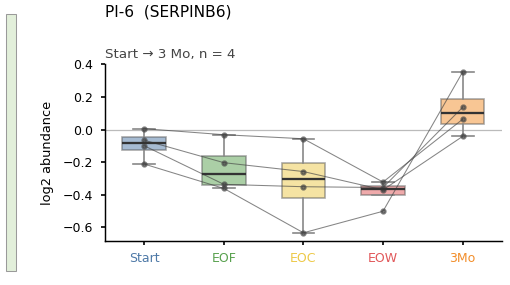 PI-6 (SERPINB6)
Start → 3 Mo, n = 4
log2 abundance
0.4
0.2
0.0
−0.2
−0.4
−0.6
Start EOF EOC EOW 3Mo